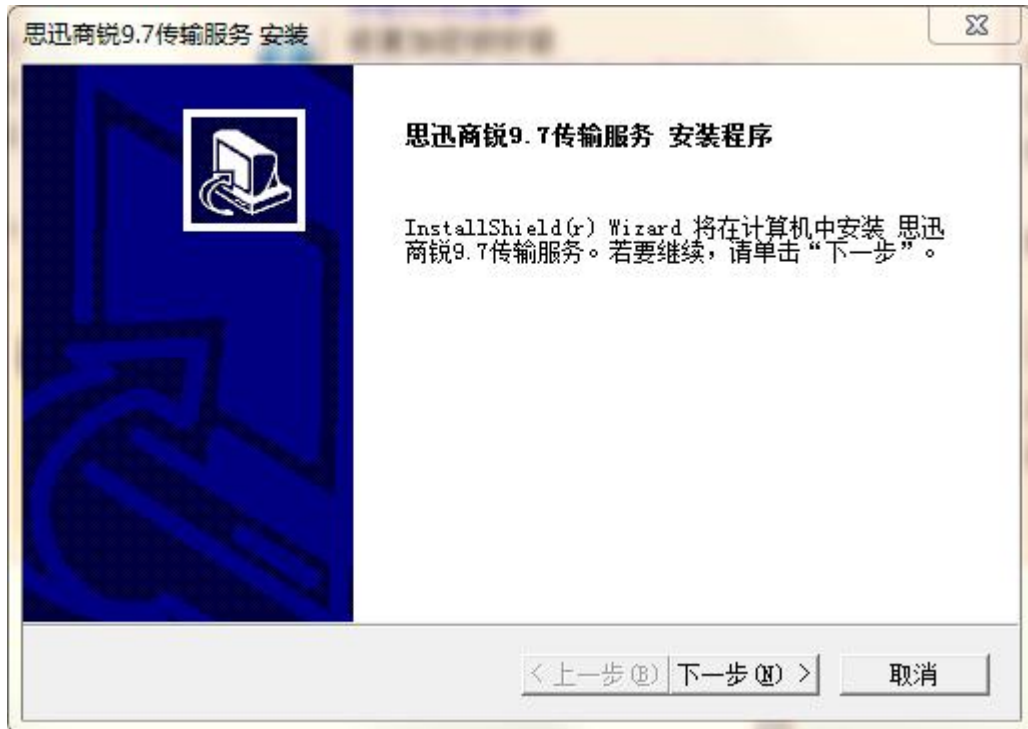 思迅商锐9.7传输服务 安装
思迅商锐9.7传输服务 安装程序
InstallShield(r) Wizard 将在计算机中安装 思迅
商锐9.7传输服务。若要继续，请单击“下一步”。
< 上一步(B) 下一步(N) > 取消